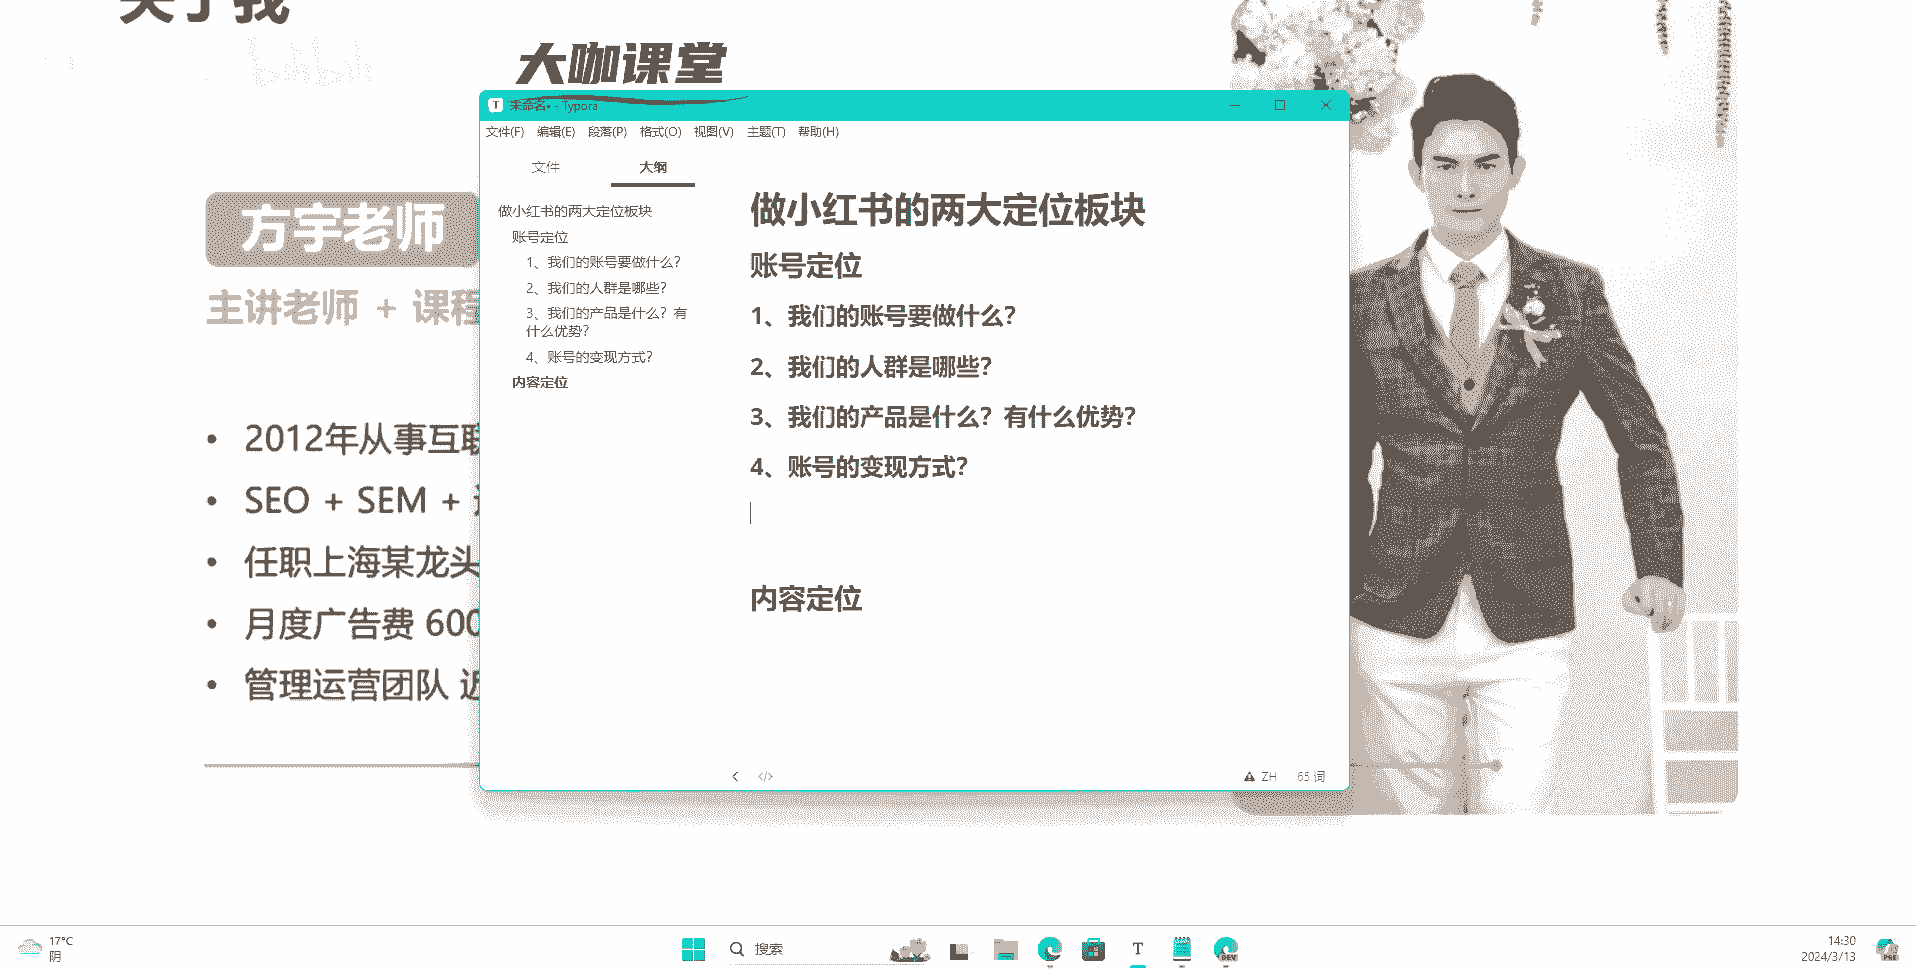 关于我
大咖课堂
方宇老师
主讲老师 + 课程
• 2012年从事互联
• SEO + SEM +
• 任职上海某龙头
• 月度广告费 600
• 管理运营团队 近
未命名• - Typora
文件(F) 编辑(E) 段落(P) 格式(O) 视图(V) 主题(T) 帮助(H)
文件 大纲
做小红书的两大定位板块
账号定位
1、我们的账号要做什么?
2、我们的人群是哪些?
3、我们的产品是什么？有
什么优势?
4、账号的变现方式?
内容定位
做小红书的两大定位板块
账号定位
1、我们的账号要做什么?
2、我们的人群是哪些?
3、我们的产品是什么？有什么优势?
4、账号的变现方式?
内容定位
ZH 65 词
17°C
阴
搜索
T
DEV
14:30
2024/3/13
PRE